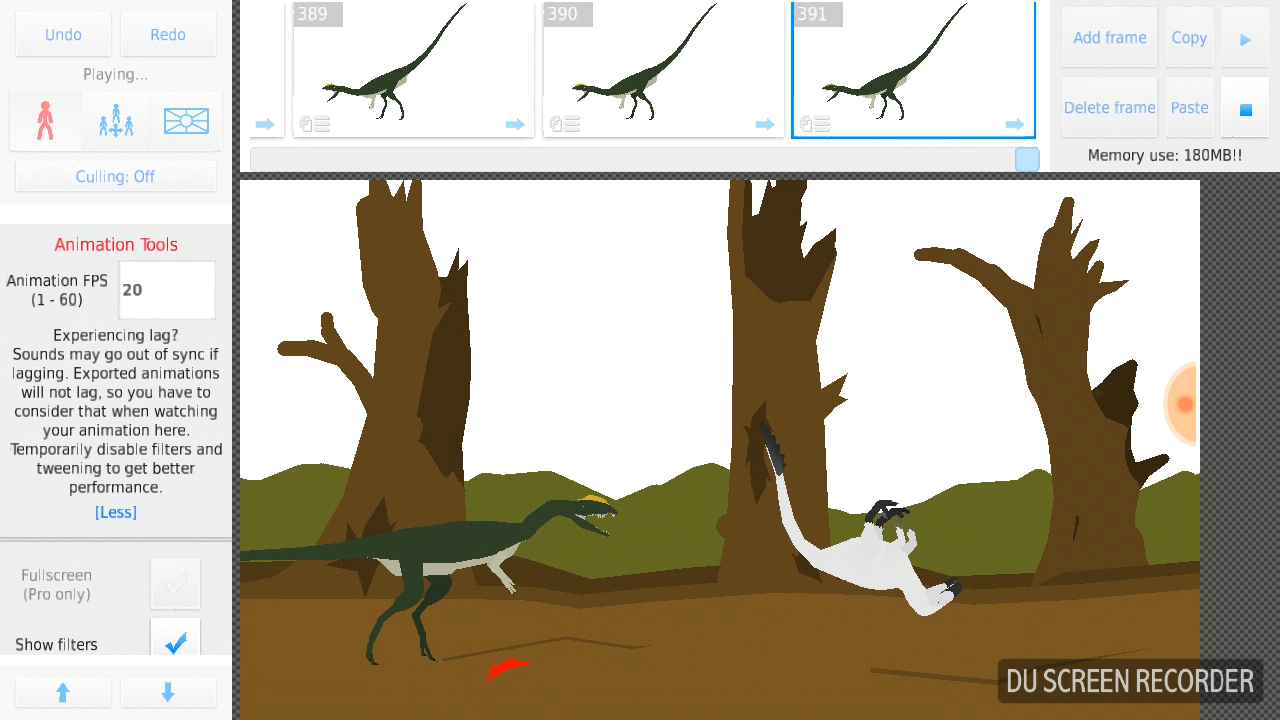 Undo
Redo
Playing...
Culling: Off
Animation Tools
Animation FPS
(1 - 60)
20
Experiencing lag?
Sounds may go out of sync if
lagging. Exported animations
will not lag, so you have to
consider that when watching
your animation here.
Temporarily disable filters and
tweening to get better
performance.
[Less]
Fullscreen
(Pro only)
Show filters
389
390
391
Add frame
Copy
Delete frame
Paste
Memory use: 180MB!!
DU SCREEN RECORDER